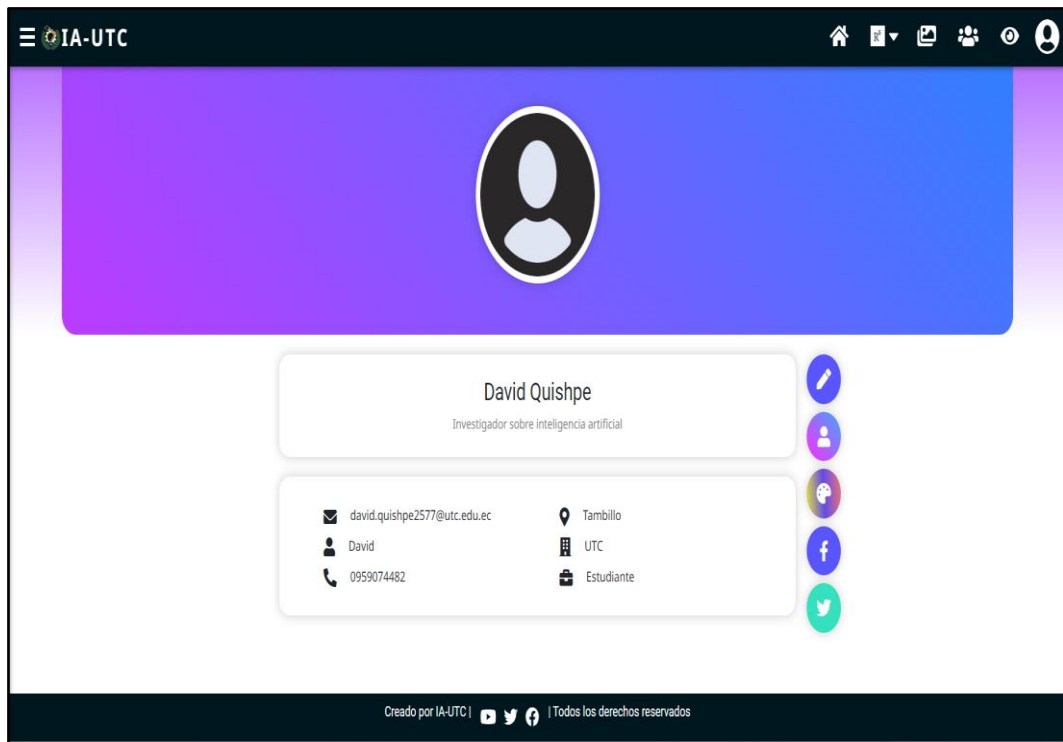 IA-UTC
David Quishpe
Investigador sobre inteligencia artificial
david.quishpe2577@utc.edu.ec
Tambillo
David
UTC
0959074482
Estudiante
Creado por IA-UTC | | Todos los derechos reservados